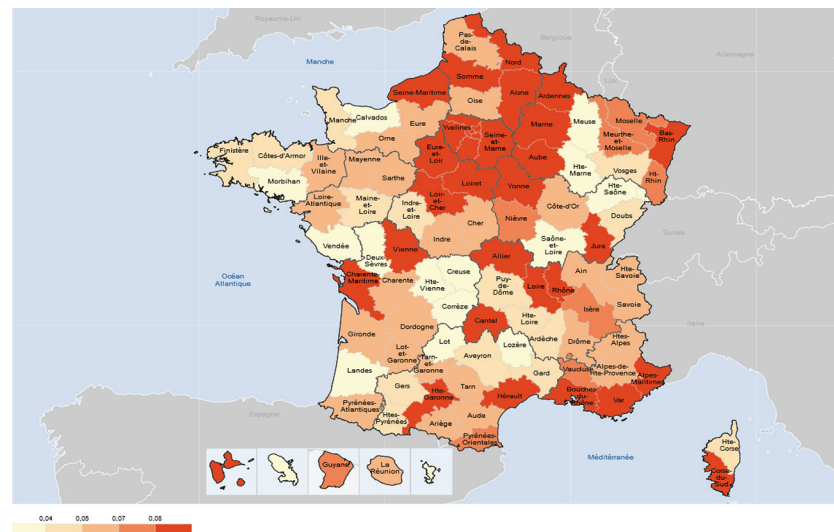 Royaume-Uni
Belgique
Allemagne
Lux.
Manche
Pas-
de-
Calais
Nord
Somme
Seine-Maritime
Aisne
Ardennes
Oise
Manche
Calvados
Eure
Orne
Yvelines
Seine-
et-
Marne
Marne
Meuse
Moselle
Meurthe-
et-
Moselle
Bas-
Rhin
Finistère
Côtes-d'Armor
Ille-
et-
Vilaine
Mayenne
Sarthe
Eure-
et-
Loir
Aube
Hte-
Marne
Vosges
Ht-
Rhin
Morbihan
Loire-
Atlantique
Maine-
et-
Loire
Indre-
et-
Loire
Loir-
et-
Cher
Loiret
Yonne
Côte-d'Or
Hte-
Saône
Doubs
Vendée
Deux-
Sèvres
Vienne
Indre
Cher
Nièvre
Saône-
et-
Loire
Jura
Suisse
Océan
Atlantique
Charente-
Maritime
Charente
Hte-
Vienne
Creuse
Allier
Puy-
de-
Dôme
Loire
Rhône
Ain
Hte-
Savoie
Savoie
Corrèze
Isère
Gironde
Dordogne
Cantal
Hte-
Loire
Ardèche
Drôme
Htes-
Alpes
Italie
Lot-
et-
Garonne
Lot
Lozère
Landes
Tarn-
et-
Garonne
Aveyron
Gard
Vaucluse
Alpes-de-
Hte-Provence
Alpes-
Maritimes
Gers
Hte-
Garonne
Tarn
Hérault
Bouches-
du-
Rhône
Var
Pyrénées-
Atlantiques
Htes-
Pyrénées
Ariège
Aude
Pyrénées-
Orientales
Espagne
Méditerranée
Hte-
Corse
Corse-
du-
Sud
Guyane
La
Réunion
0,04 0,05 0,07 0,08